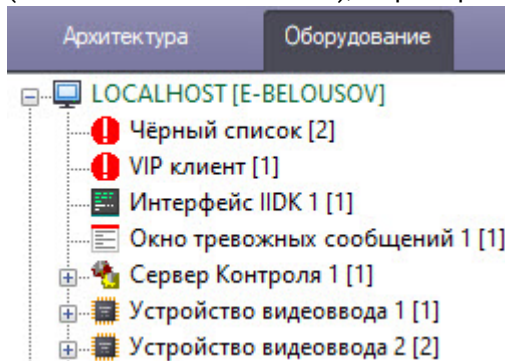 Архитектура
Оборудование
LOCALHOST [E-BELOUSOV]
Чёрный список [2]
VIP клиент [1]
Интерфейс IIDK 1 [1]
Окно тревожных сообщений 1 [1]
Сервер Контроля 1 [1]
Устройство видеоввода 1 [1]
Устройство видеоввода 2 [2]